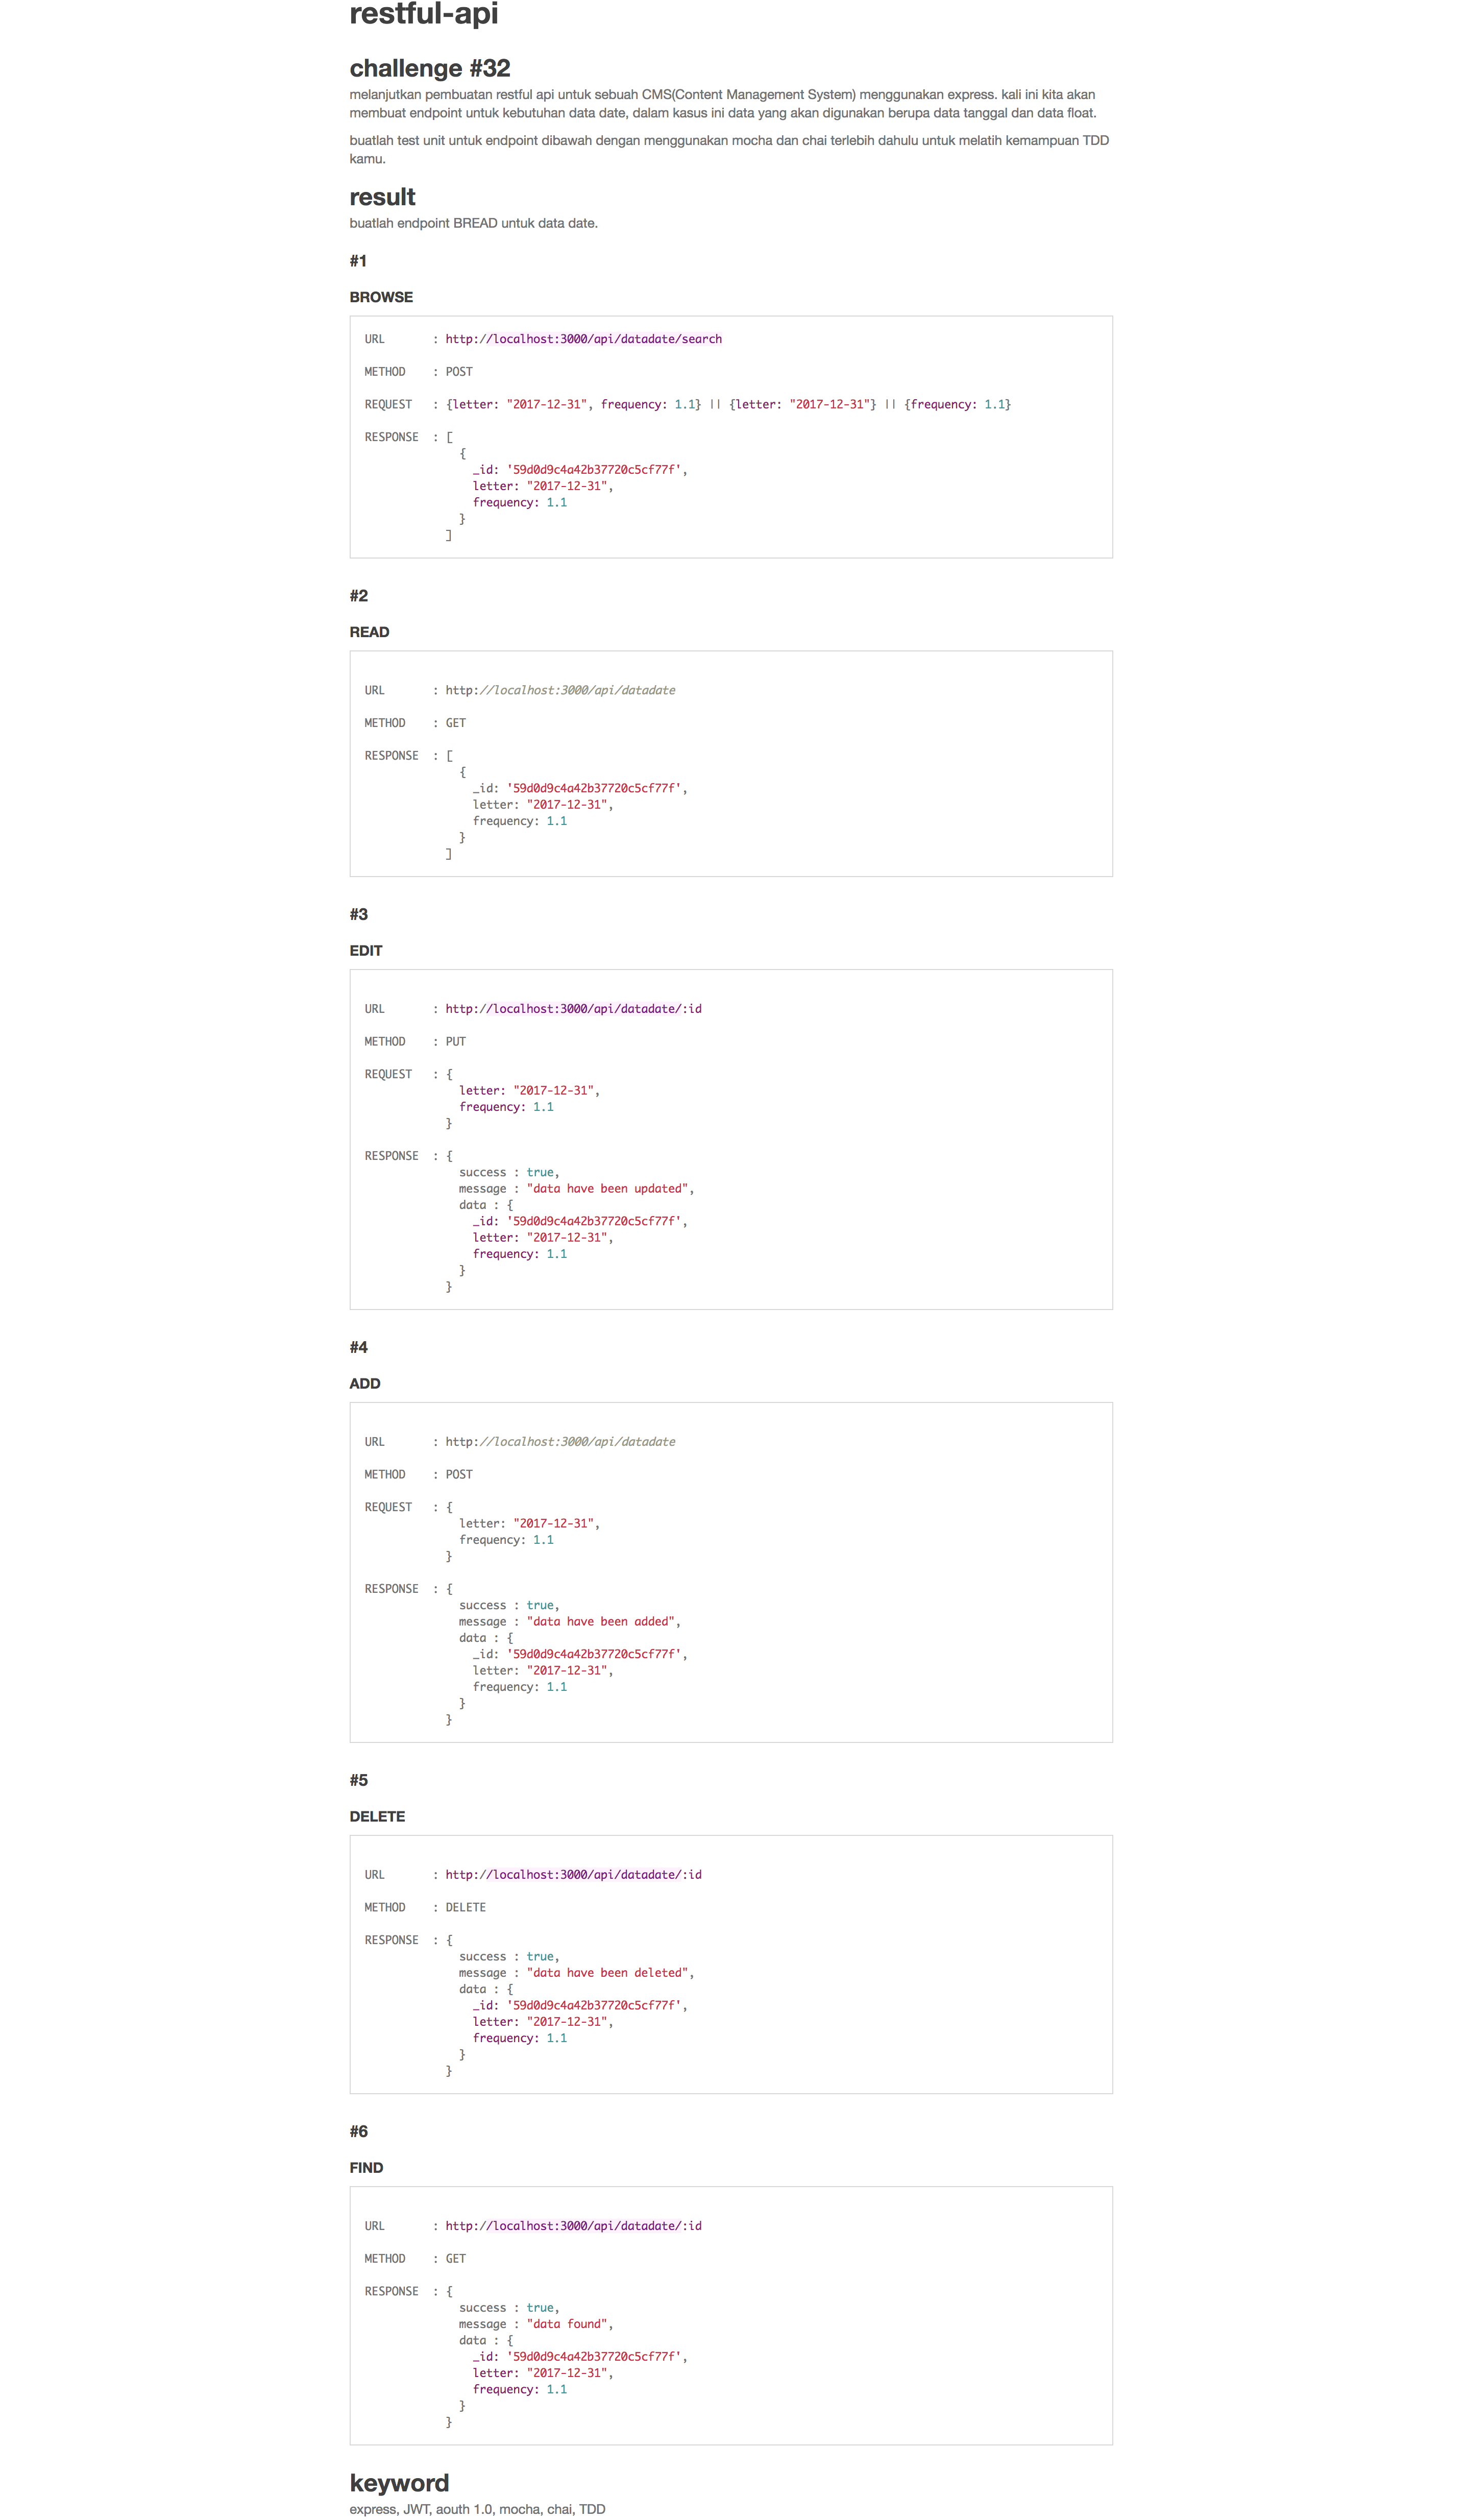 restful-api
challenge #32
melanjutkan pembuatan restful api untuk sebuah CMS(Content Management System) menggunakan express. kali ini kita akan
membuat endpoint untuk kebutuhan data date, dalam kasus ini data yang akan digunakan berupa data tanggal dan data float.
buatlah test unit untuk endpoint dibawah dengan menggunakan mocha dan chai terlebih dahulu untuk melatih kemampuan TDD
kamu.
result
buatlah endpoint BREAD untuk data date.
#1
BROWSE
URL : http://localhost:3000/api/datadate/search
METHOD : POST
REQUEST : {letter: "2017-12-31", frequency: 1.1} || {letter: "2017-12-31"} || {frequency: 1.1}
RESPONSE : [
{
_id: '59d0d9c4a42b37720c5cf77f',
letter: "2017-12-31",
frequency: 1.1
}
]
#2
READ
URL : http://localhost:3000/api/datadate
METHOD : GET
RESPONSE : [
{
_id: '59d0d9c4a42b37720c5cf77f',
letter: "2017-12-31",
frequency: 1.1
}
]
#3
EDIT
URL : http://localhost:3000/api/datadate/:id
METHOD : PUT
REQUEST : {
letter: "2017-12-31",
frequency: 1.1
}
RESPONSE : {
success : true,
message : "data have been updated",
data : {
_id: '59d0d9c4a42b37720c5cf77f',
letter: "2017-12-31",
frequency: 1.1
}
}
#4
ADD
URL : http://localhost:3000/api/datadate
METHOD : POST
REQUEST : {
letter: "2017-12-31",
frequency: 1.1
}
RESPONSE : {
success : true,
message : "data have been added",
data : {
_id: '59d0d9c4a42b37720c5cf77f',
letter: "2017-12-31",
frequency: 1.1
}
}
#5
DELETE
URL : http://localhost:3000/api/datadate/:id
METHOD : DELETE
RESPONSE : {
success : true,
message : "data have been deleted",
data : {
_id: '59d0d9c4a42b37720c5cf77f',
letter: "2017-12-31",
frequency: 1.1
}
}
#6
FIND
URL : http://localhost:3000/api/datadate/:id
METHOD : GET
RESPONSE : {
success : true,
message : "data found",
data : {
_id: '59d0d9c4a42b37720c5cf77f',
letter: "2017-12-31",
frequency: 1.1
}
}
keyword
express, JWT, aouth 1.0, mocha, chai, TDD